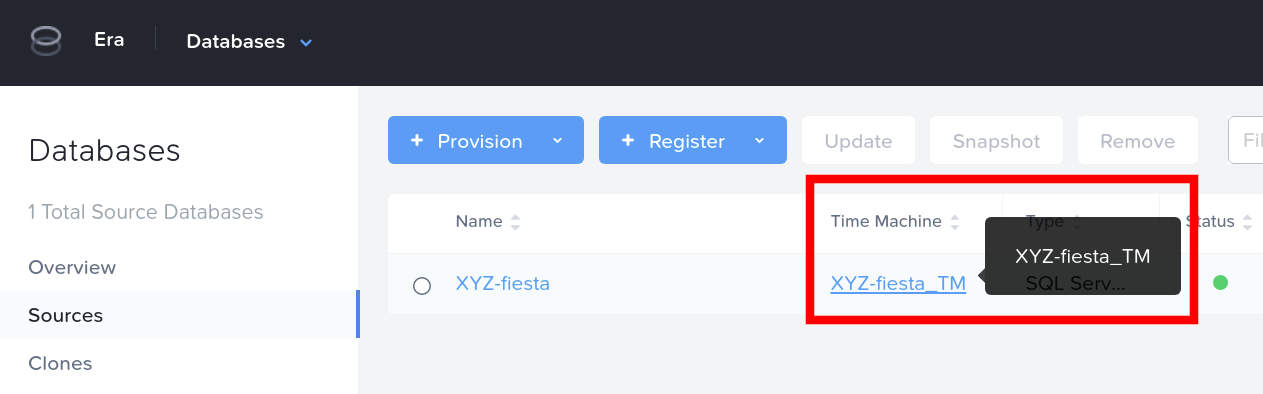 Era Databases
Databases
1 Total Source Databases
Overview
Sources
Clones
+ Provision + Register Update Snapshot Remove Fil
Name Time Machine Type Status
XYZ-fiesta XYZ-fiesta_TM SQL Serv...
XYZ-fiesta_TM